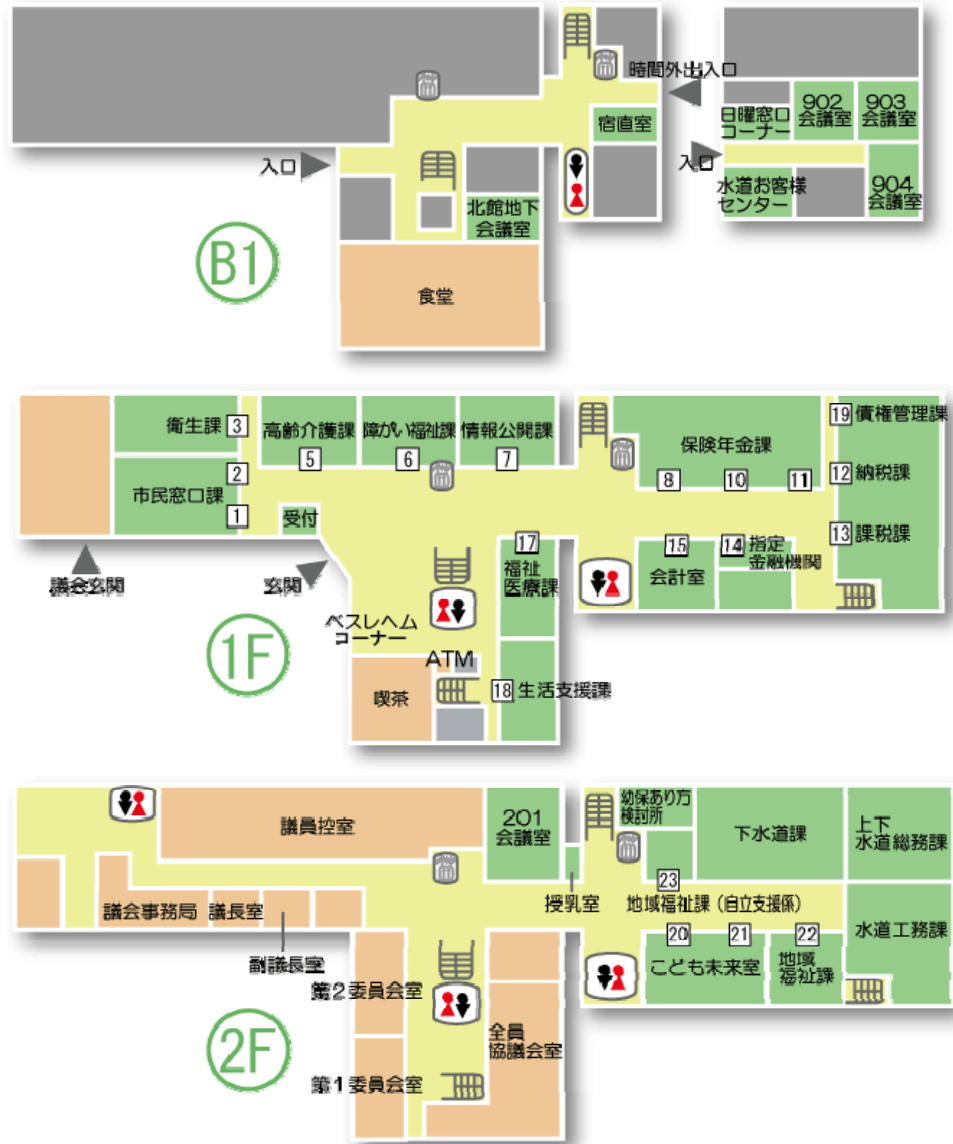 時間外出入口
宿直室
入口
北館地下
会議室
食堂
B1
日曜窓口
コーナー
902
会議室
903
会議室
入口
水道お客様
センター
904
会議室
衛生課
3
市民窓口課
2
1
高齢介護課
5
障がい福祉課
6
情報公開課
7
受付
議会玄関
玄関
ベスレヘム
コーナー
ATM
喫茶
17
福祉
医療課
18 生活支援課
1F
保険年金課
8
10
11
19 債権管理課
12 納税課
13 課税課
15
会計室
14 指定
金融機関
議員控室
201
会議室
授乳室
議会事務局
議長室
副議長室
第2委員会室
第1委員会室
全員
協議会室
2F
幼保あり方
検討所
下水道課
上下
水道総務課
23
地域福祉課（自立支援係）
20
21
こども未来室
22
地域
福祉課
水道工務課